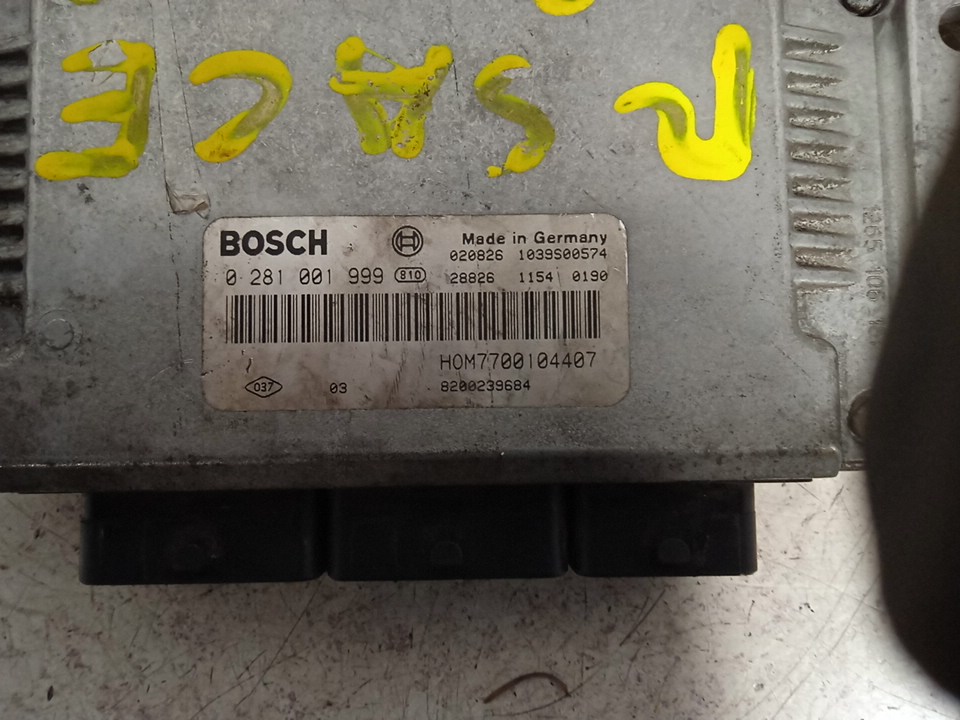 BOSCH Made in Germany
020826 1039S00574
0 281 001 999 810 28826 1154 0190
HOM7700104407
037 03 8200239684